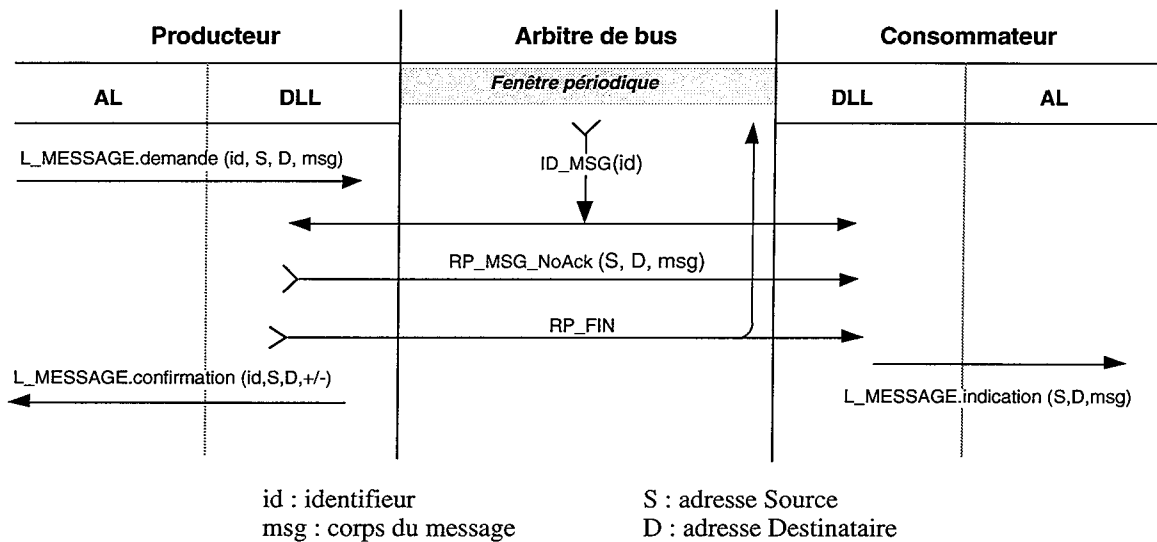 Producteur
Arbitre de bus
Consommateur
Fenêtre périodique
AL
DLL
DLL
AL
L_MESSAGE.demande (id, S, D, msg)
ID_MSG(id)
RP_MSG_NoAck (S, D, msg)
RP_FIN
L_MESSAGE.confirmation (id,S,D,+/-)
L_MESSAGE.indication (S,D,msg)
id : identifieur
S : adresse Source
msg : corps du message
D : adresse Destinataire